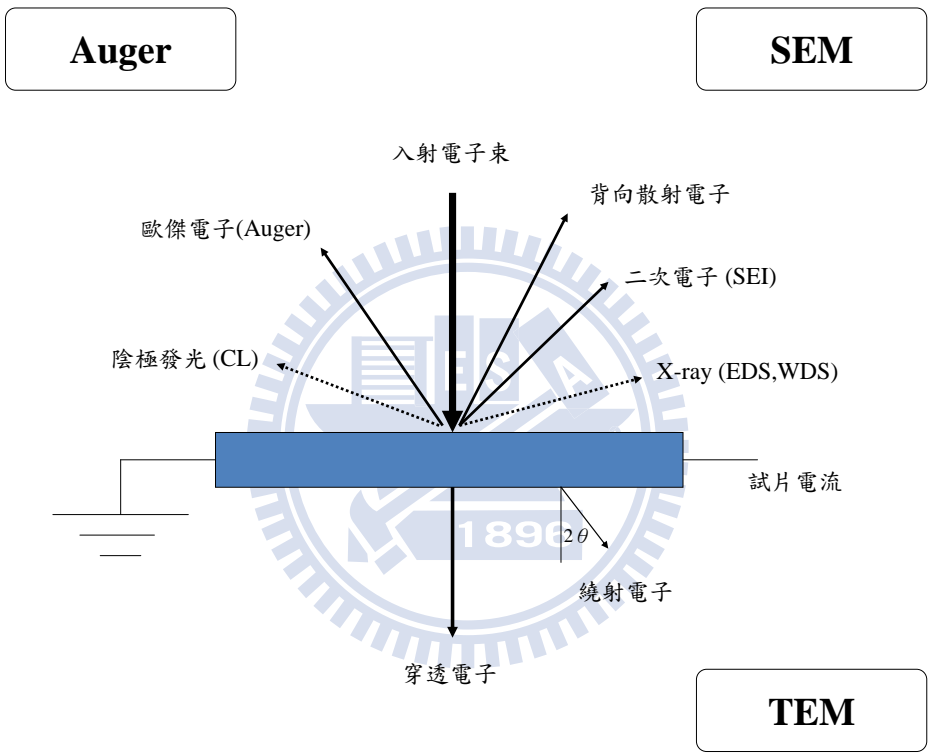 Auger
SEM
入射電子束
背向散射電子
歐傑電子(Auger)
二次電子 (SEI)
陰極發光 (CL)
X-ray (EDS,WDS)
試片電流
ES
A
1896
2θ
繞射電子
穿透電子
TEM